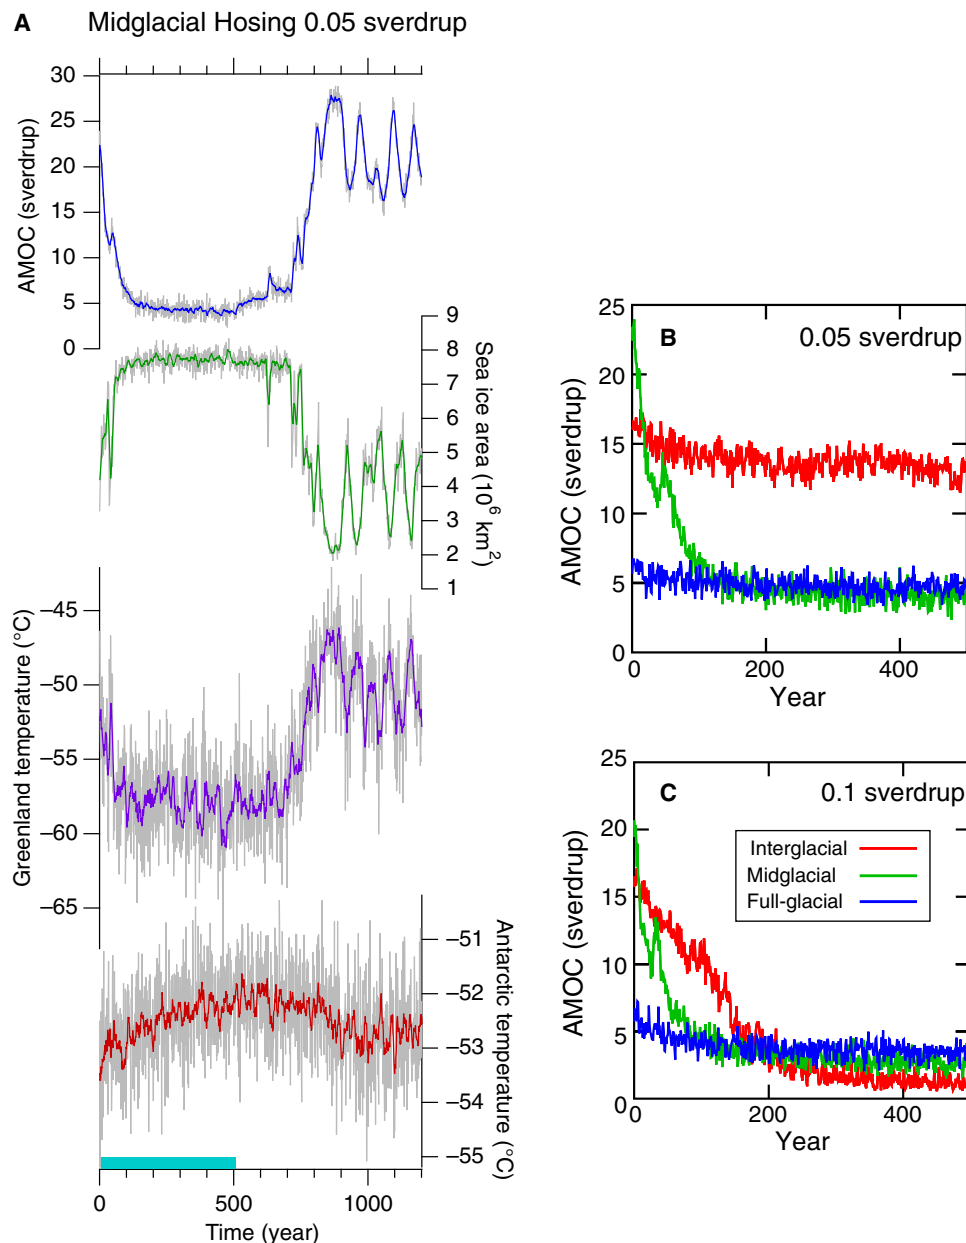 A Midglacial Hosing 0.05 sverdrup
30
25
20
15
10
5
0
AMOC (sverdrup)
9
8
7
6
5
4
3
2
1
Sea ice area (10⁶ km²)
−45
−50
−55
−60
−65
Greenland temperature (°C)
−51
−52
−53
−54
−55
Antarctic temperature (°C)
0 500 1000
Time (year)
B 0.05 sverdrup
25
20
15
10
5
0
AMOC (sverdrup)
0 200 400
Year
C 0.1 sverdrup
25
20
15
10
5
0
AMOC (sverdrup)
Interglacial
Midglacial
Full-glacial
0 200 400
Year